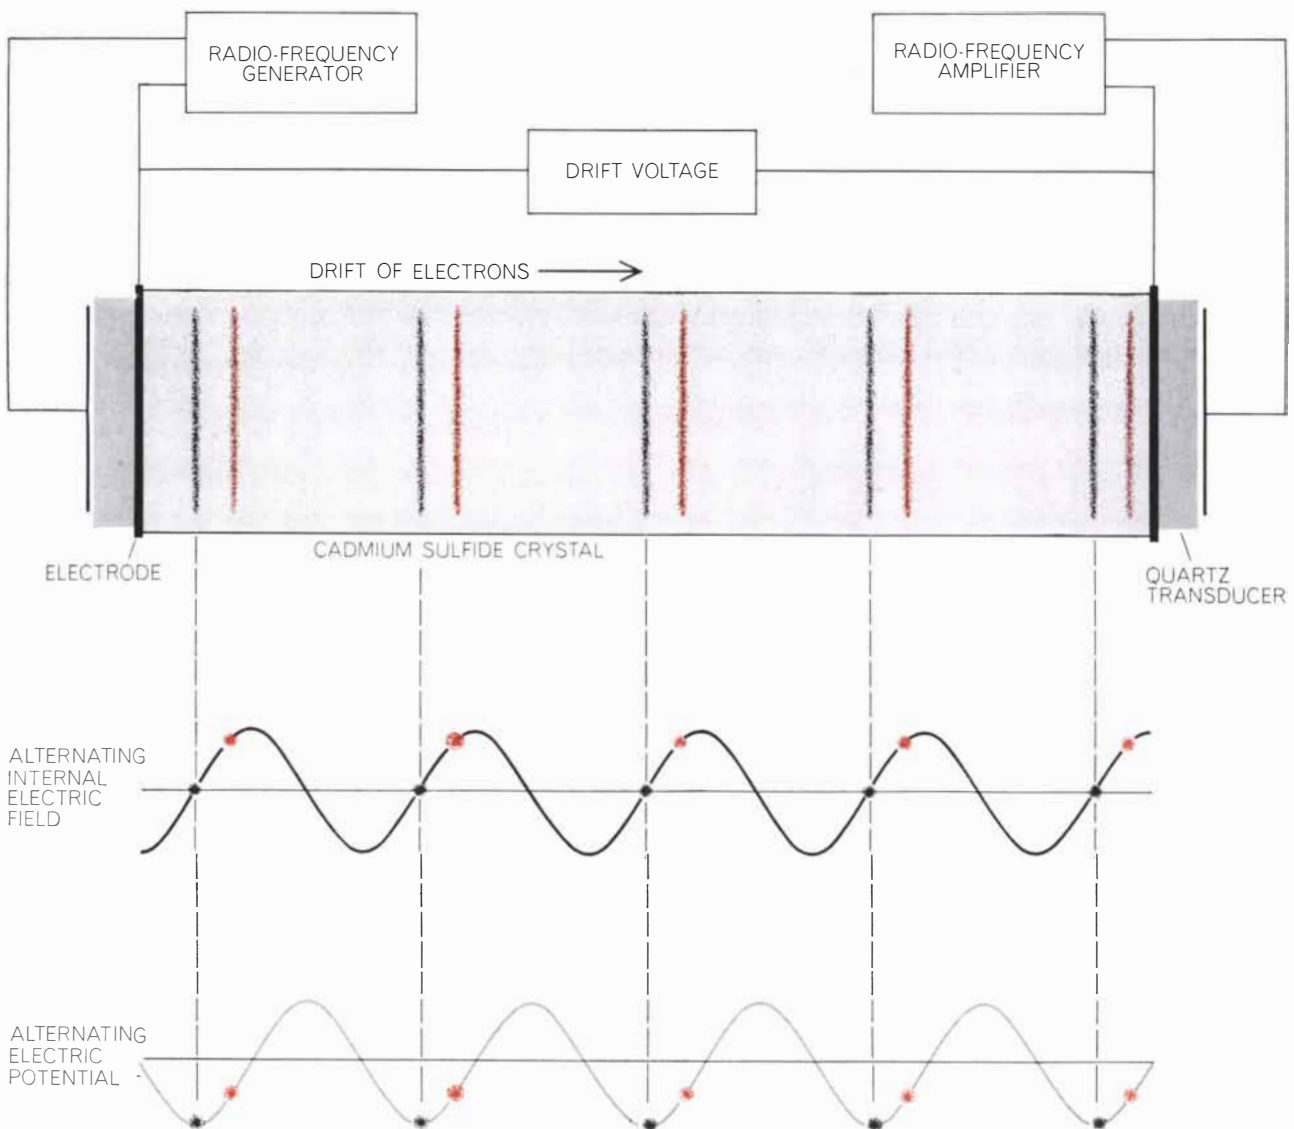 RADIO-FREQUENCY
GENERATOR
RADIO-FREQUENCY
AMPLIFIER
DRIFT VOLTAGE
DRIFT OF ELECTRONS
CADMIUM SULFIDE CRYSTAL
ELECTRODE
QUARTZ
TRANSDUCER
ALTERNATING
INTERNAL
ELECTRIC
FIELD
ALTERNATING
ELECTRIC
POTENTIAL